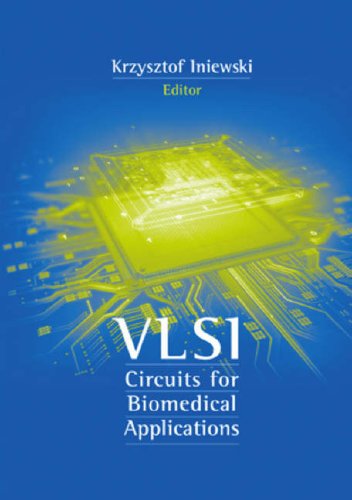 Krzysztof Iniewski
Editor
VLSI
Circuits for
Biomedical
Applications